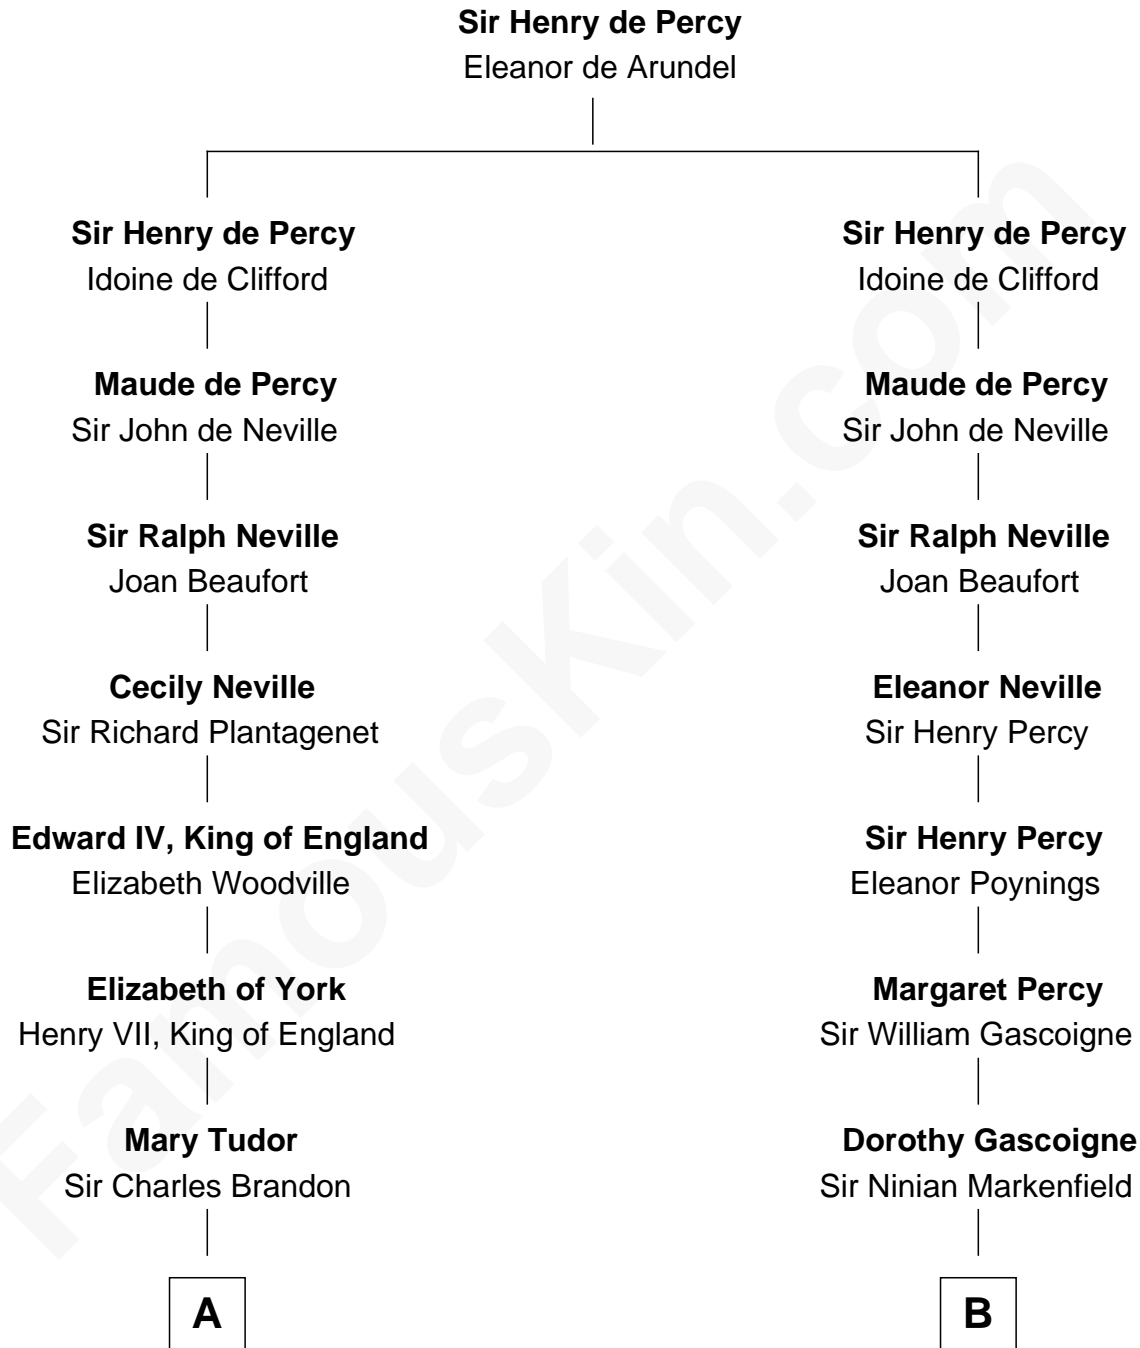 Sir Henry de Percy
Eleanor de Arundel
Sir Henry de Percy
Idoine de Clifford
Sir Henry de Percy
Idoine de Clifford
Maude de Percy
Sir John de Neville
Maude de Percy
Sir John de Neville
Sir Ralph Neville
Joan Beaufort
Sir Ralph Neville
Joan Beaufort
Cecily Neville
Sir Richard Plantagenet
Eleanor Neville
Sir Henry Percy
Edward IV, King of England
Elizabeth Woodville
Sir Henry Percy
Eleanor Poynings
Elizabeth of York
Henry VII, King of England
Margaret Percy
Sir William Gascoigne
Mary Tudor
Sir Charles Brandon
Dorothy Gascoigne
Sir Ninian Markenfield
A
B
FamousKin.com